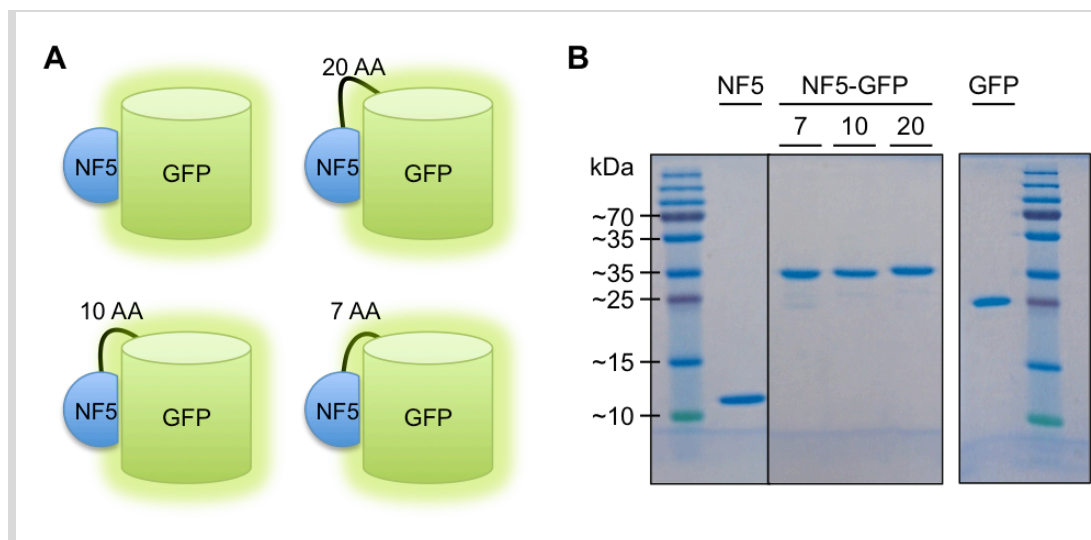 A
20 AA
NF5
GFP
NF5
GFP
10 AA
7 AA
NF5
GFP
NF5
GFP
B
NF5
NF5-GFP
GFP
7
10
20
kDa
~70
~35
~35
~25
~15
~10